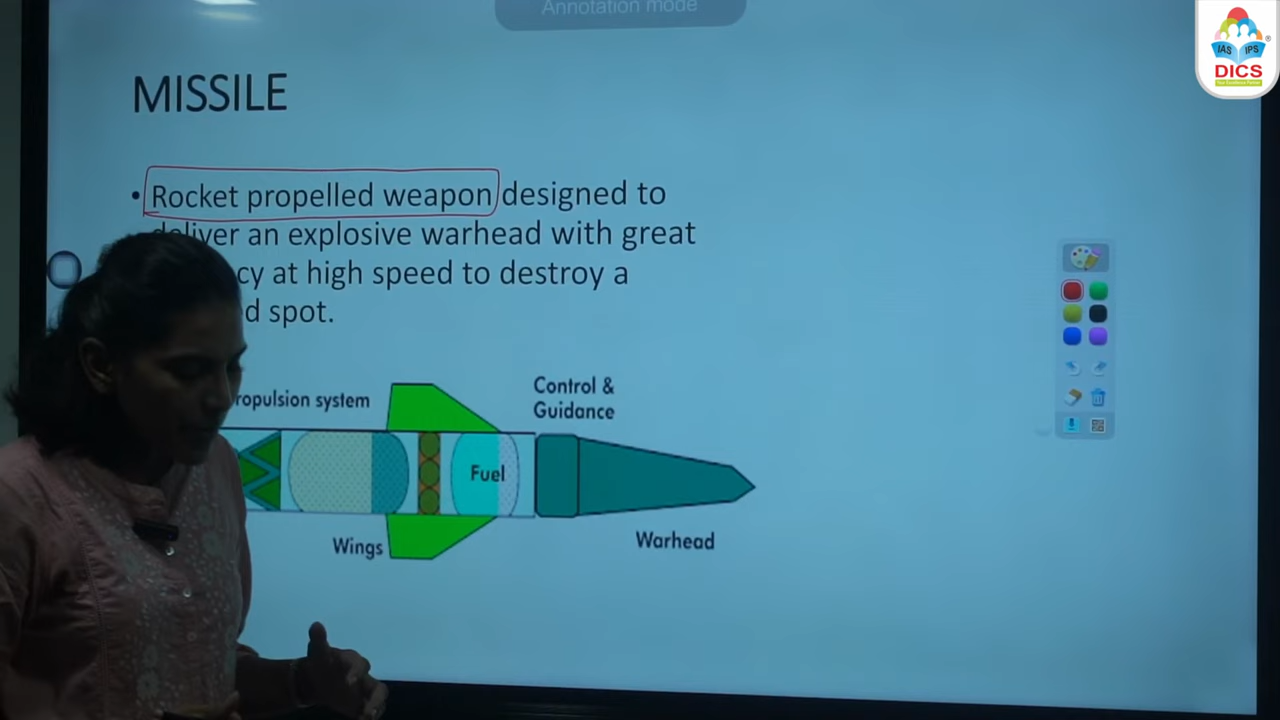 Annotation mode
IAS IPS
DICS
MISSILE
• Rocket propelled weapon designed to
deliver an explosive warhead with great
cy at high speed to destroy a
d spot.
Control &
Guidance
ropulsion system
Fuel
Wings
Warhead